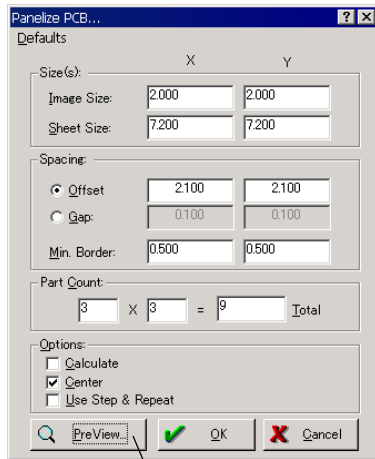 Panelize PCB...
Defaults
X Y
Size(s):
Image Size: 2.000 2.000
Sheet Size: 7.200 7.200
Spacing:
Offset 2.100 2.100
Gap: 0.100 0.100
Min. Border: 0.500 0.500
Part Count:
3 X 3 = 9 Total
Options:
Calculate
Center
Use Step & Repeat
PreView... OK Cancel